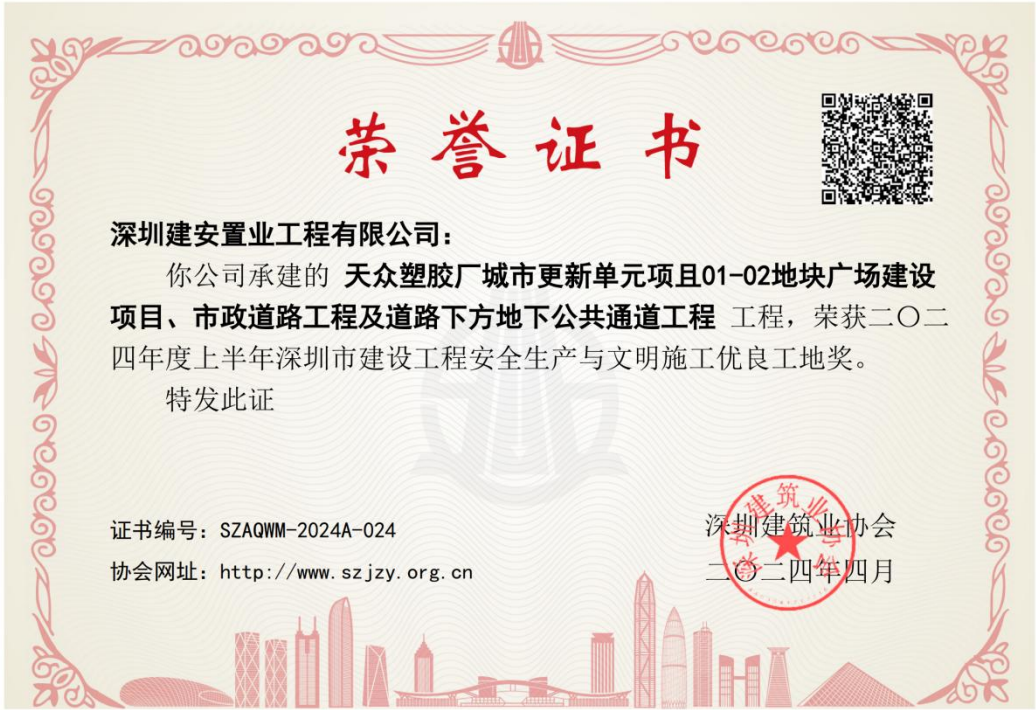 荣誉证书
深圳建安置业工程有限公司：
你公司承建的 天众塑胶厂城市更新单元项且01-02地块广场建设
项目、市政道路工程及道路下方地下公共通道工程 工程，荣获二〇二
四年度上半年深圳市建设工程安全生产与文明施工优良工地奖。
特发此证
证书编号：SZAQWM-2024A-024
协会网址：http://www.szjzy.org.cn
深圳建筑业协会
二〇二四年四月
深圳建筑业协会